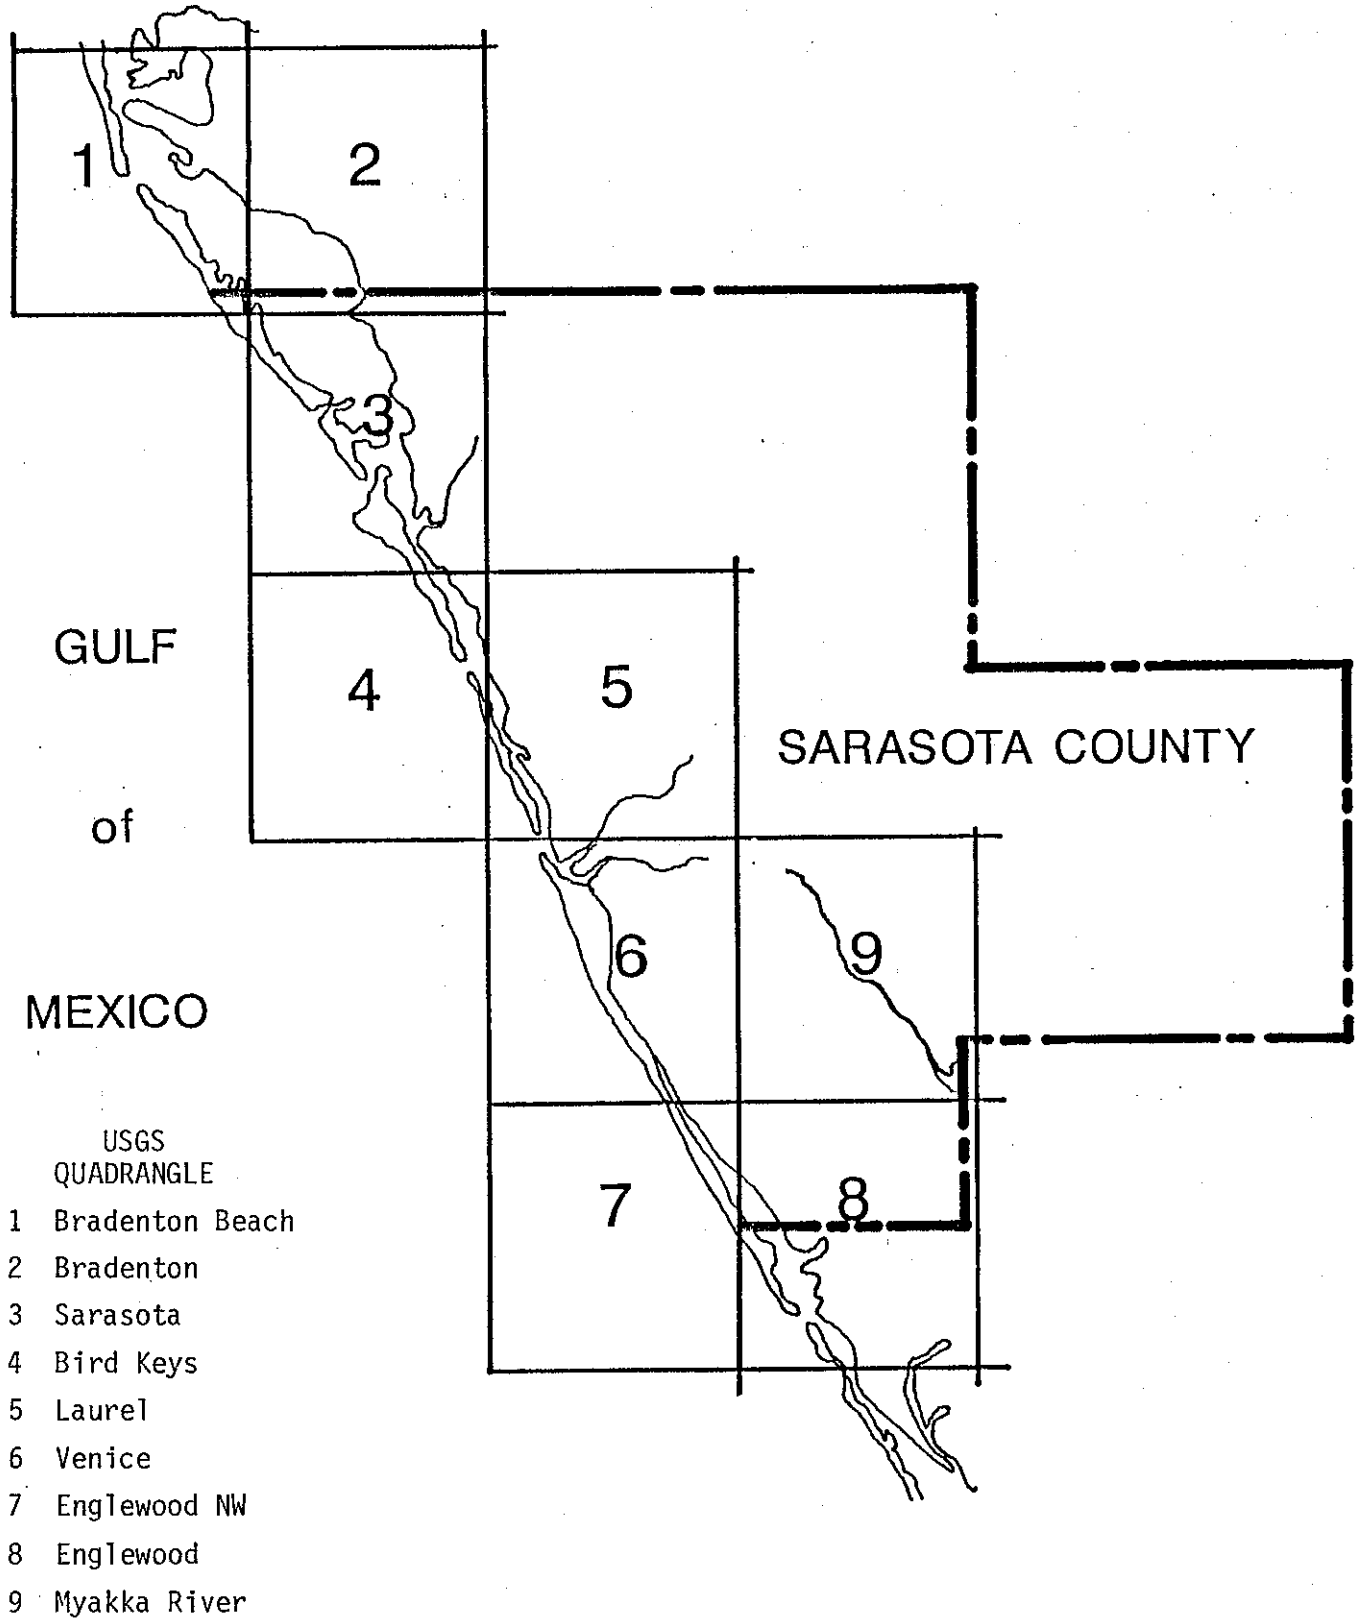 1
2
3
GULF
4
5
SARASOTA COUNTY
of
6
9
MEXICO
USGS
QUADRANGLE
7
8
1 Bradenton Beach
2 Bradenton
3 Sarasota
4 Bird Keys
5 Laurel
6 Venice
7 Englewood NW
8 Englewood
9 Myakka River